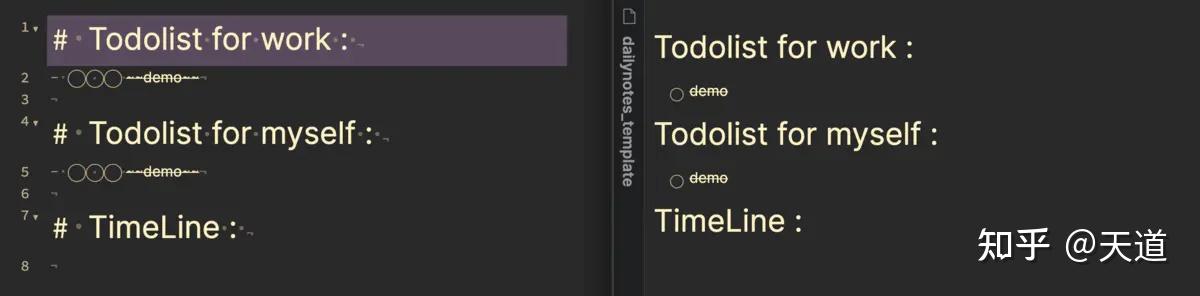 1 # Todolist for work :
2 - demo
3
4 # Todolist for myself :
5 - demo
6
7 # TimeLine :
8
dailynotes_template
Todolist for work :
demo
Todolist for myself :
demo
TimeLine :
知乎 @天道